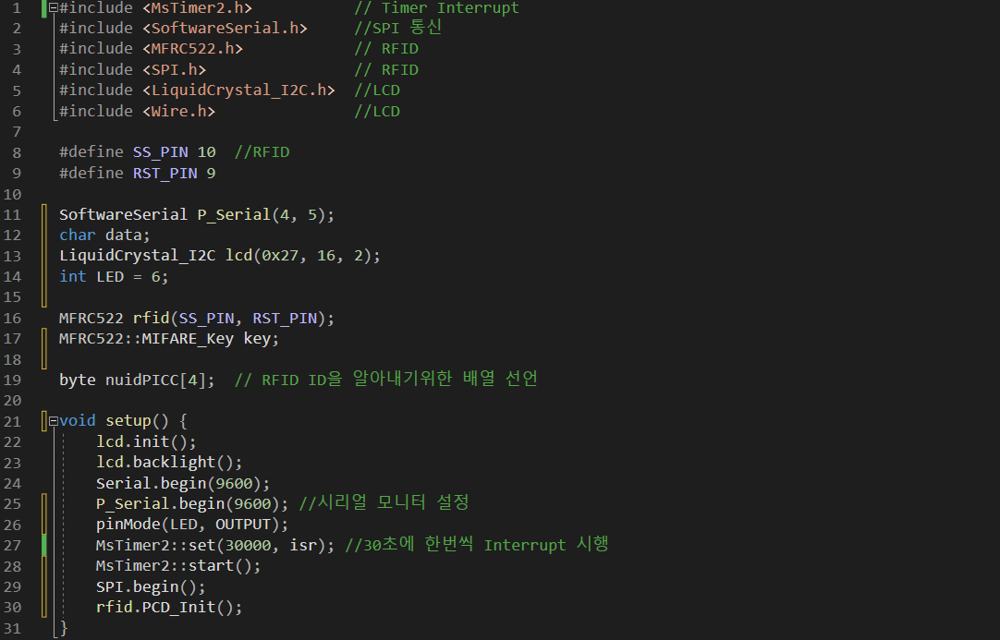 1 #include <MsTimer2.h> // Timer Interrupt
2 #include <SoftwareSerial.h> //SPI 통신
3 #include <MFRC522.h> // RFID
4 #include <SPI.h> // RFID
5 #include <LiquidCrystal_I2C.h> //LCD
6 #include <Wire.h> //LCD
7
8 #define SS_PIN 10 //RFID
9 #define RST_PIN 9
10
11 SoftwareSerial P_Serial(4, 5);
12 char data;
13 LiquidCrystal_I2C lcd(0x27, 16, 2);
14 int LED = 6;
15
16 MFRC522 rfid(SS_PIN, RST_PIN);
17 MFRC522::MIFARE_Key key;
18
19 byte nuidPICC[4]; // RFID ID을 알아내기위한 배열 선언
20
21 void setup() {
22 lcd.init();
23 lcd.backlight();
24 Serial.begin(9600);
25 P_Serial.begin(9600); //시리얼 모니터 설정
26 pinMode(LED, OUTPUT);
27 MsTimer2::set(30000, isr); //30초에 한번씩 Interrupt 시행
28 MsTimer2::start();
29 SPI.begin();
30 rfid.PCD_Init();
31 }